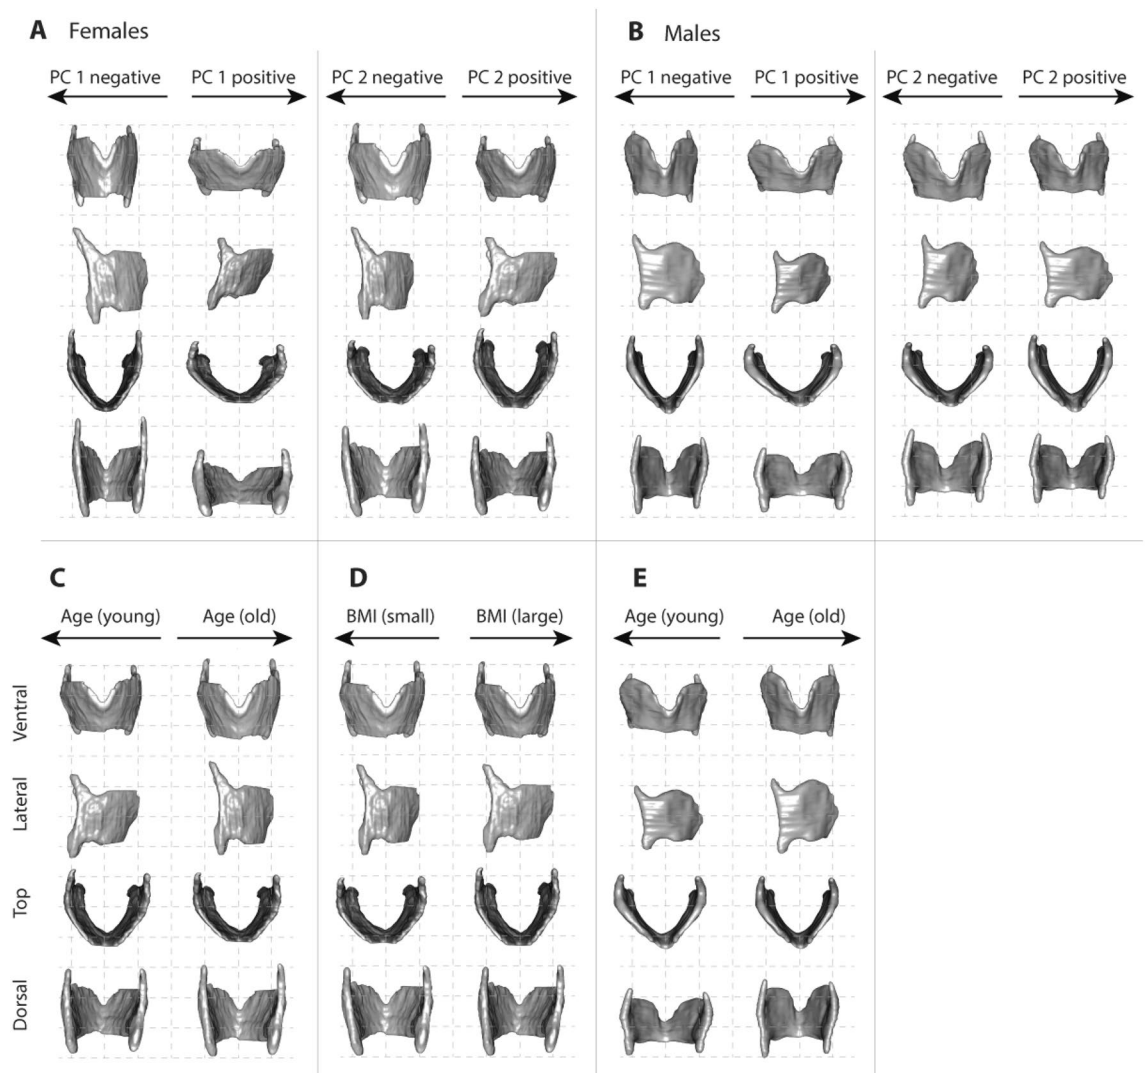 A Females
B Males
PC 1 negative PC 1 positive PC 2 negative PC 2 positive
PC 1 negative PC 1 positive PC 2 negative PC 2 positive
C
D
E
Age (young) Age (old)
BMI (small) BMI (large)
Age (young) Age (old)
Ventral
Lateral
Top
Dorsal